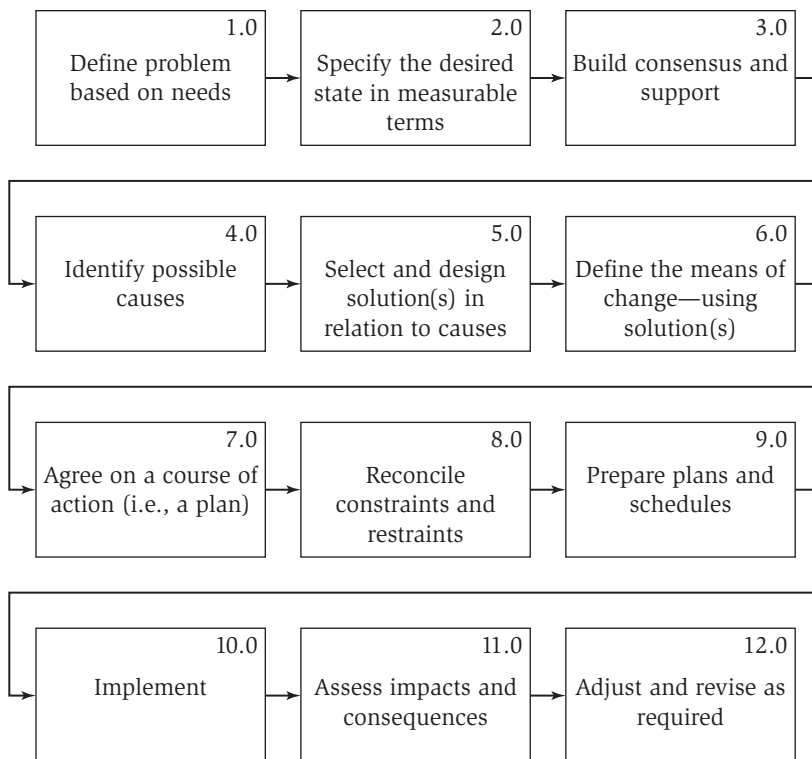 1.0
Define problem
based on needs
2.0
Specify the desired
state in measurable
terms
3.0
Build consensus and
support
4.0
Identify possible
causes
5.0
Select and design
solution(s) in
relation to causes
6.0
Define the means of
change—using
solution(s)
7.0
Agree on a course of
action (i.e., a plan)
8.0
Reconcile
constraints and
restraints
9.0
Prepare plans and
schedules
10.0
Implement
11.0
Assess impacts and
consequences
12.0
Adjust and revise as
required